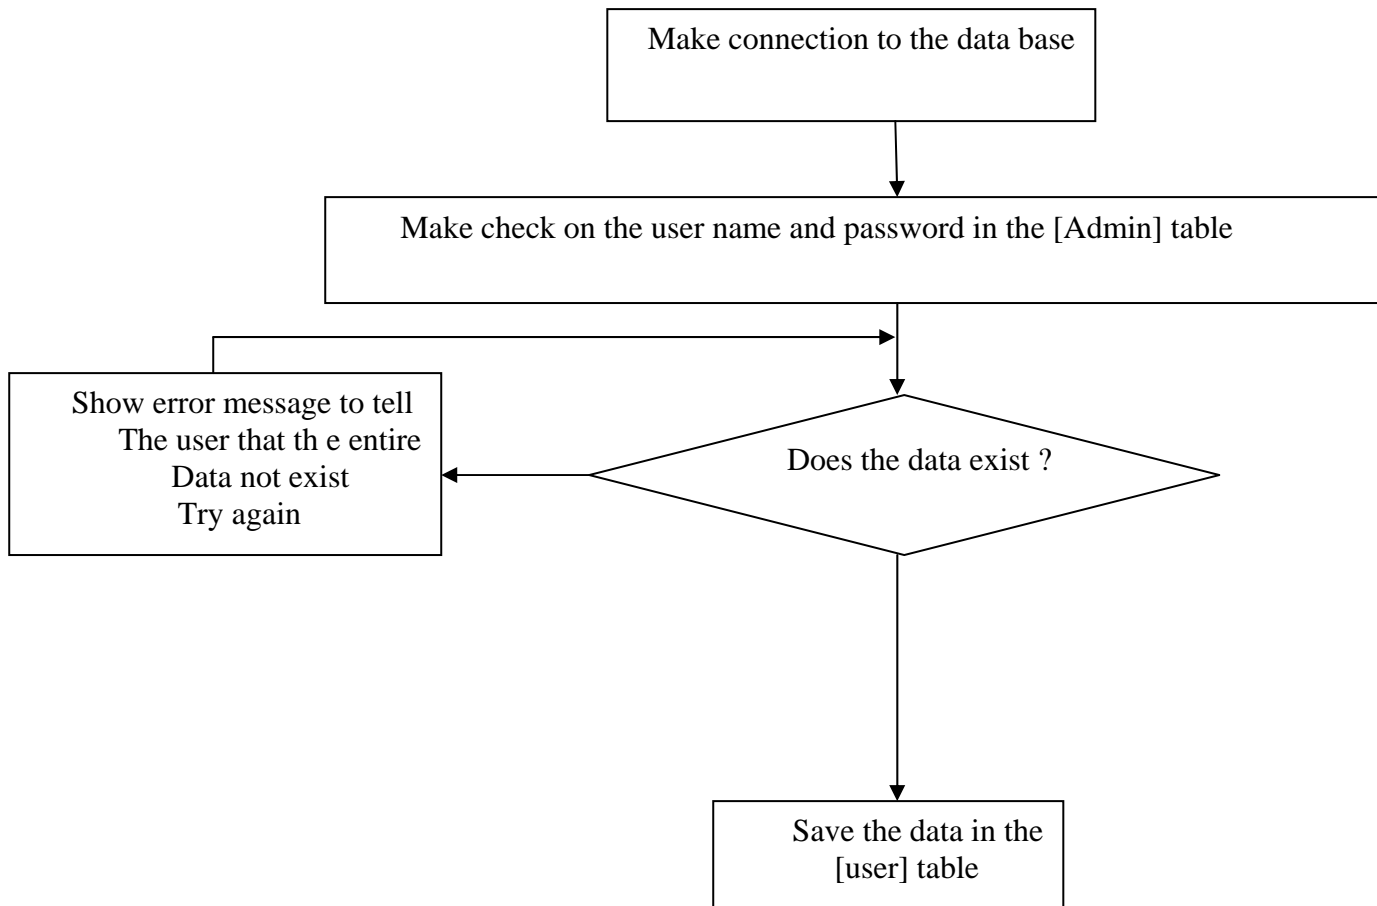 Make connection to the data base
Make check on the user name and password in the [Admin] table
Show error message to tell
The user that th e entire
Data not exist
Try again
Does the data exist ?
Save the data in the
[user] table